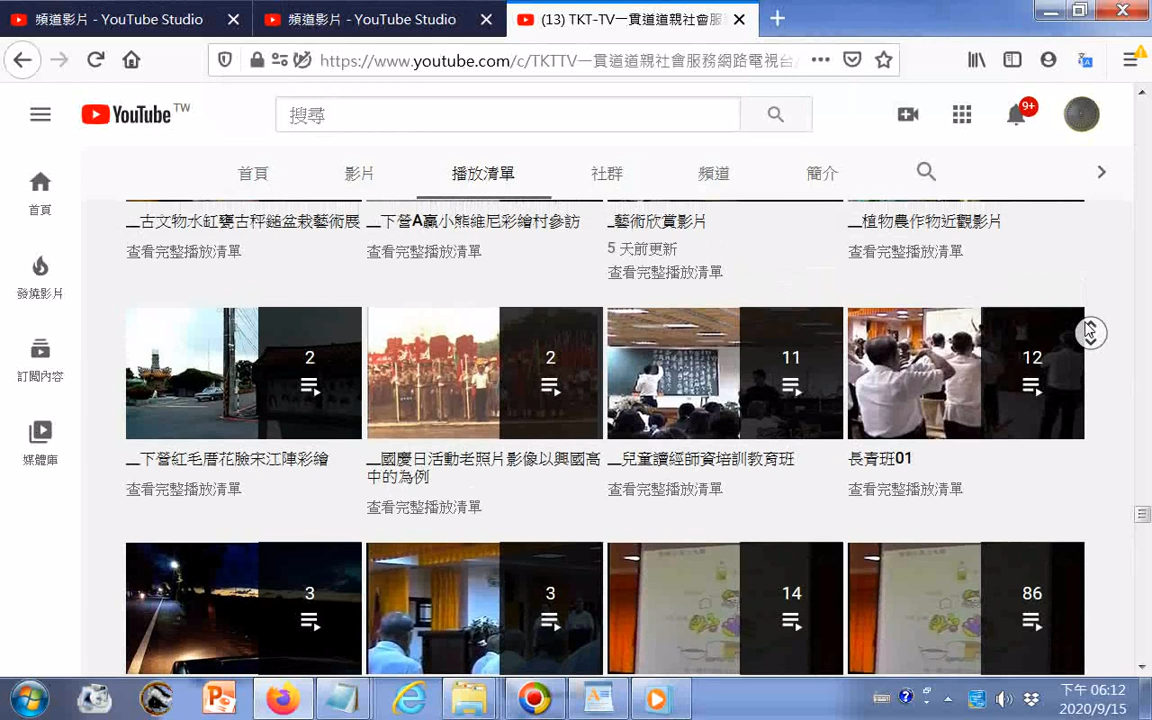 頻道影片 - YouTube Studio
頻道影片 - YouTube Studio
(13) TKT-TV一貫道道親社會服
https://www.youtube.com/c/TKTTV一貫道道親社會服務網路電視台/
YouTube TW
搜尋
9+
首頁
影片
播放清單
社群
頻道
簡介
首頁
發燒影片
訂閱內容
媒體庫
__古文物水缸甕古秤鎚盆栽藝術展
查看完整播放清單
__下營A贏小熊維尼彩繪村參訪
查看完整播放清單
_藝術欣賞影片
5 天前更新
查看完整播放清單
__植物農作物近觀影片
查看完整播放清單
2
__下營紅毛厝花臉宋江陣彩繪
查看完整播放清單
2
__國慶日活動老照片影像以興國高
中的為例
查看完整播放清單
11
__兒童讀經師資培訓教育班
查看完整播放清單
12
長青班01
查看完整播放清單
3
3
14
86
下午 06:12
2020/9/15